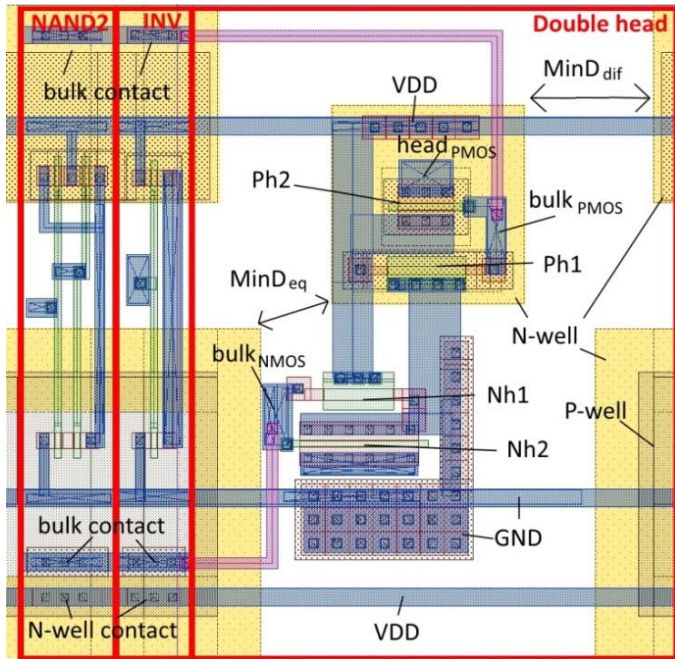 NAND2 INV Double head
bulk contact
VDD
MinD dif
head PMOS
Ph2
bulk PMOS
Ph1
MinD eq
N-well
bulk NMOS
Nh1
P-well
Nh2
bulk contact
GND
N-well contact
VDD